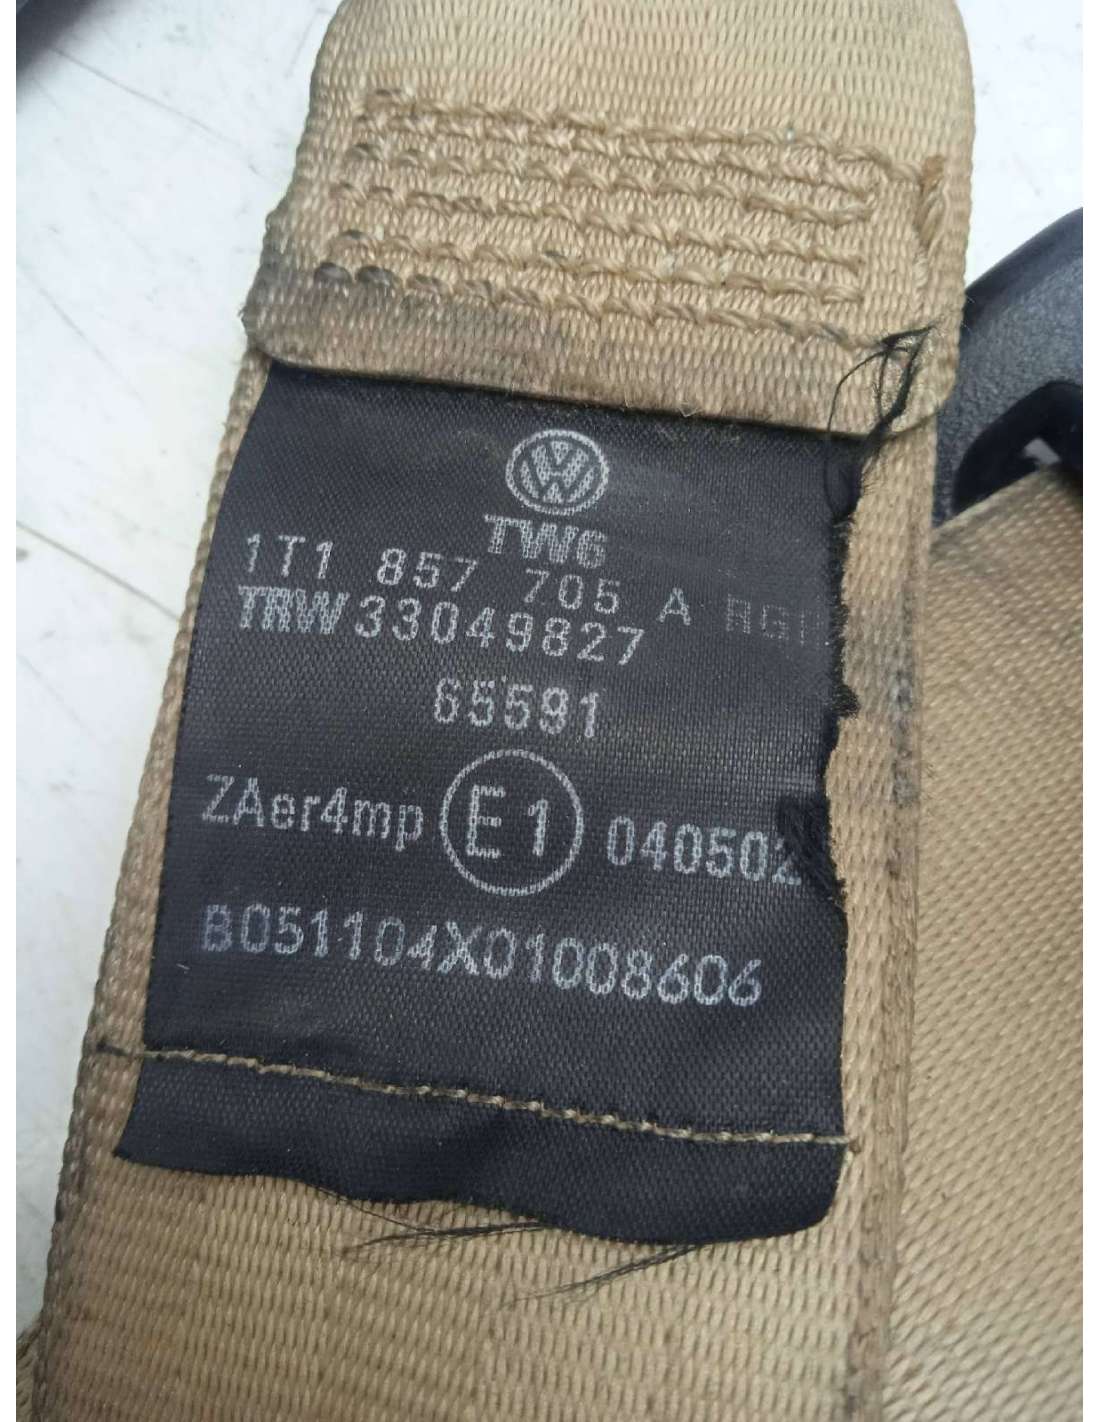 TW6
1T1 857 705 A
TRW 33049827
65591
ZAer4mp E1 040502
B051104X01008606